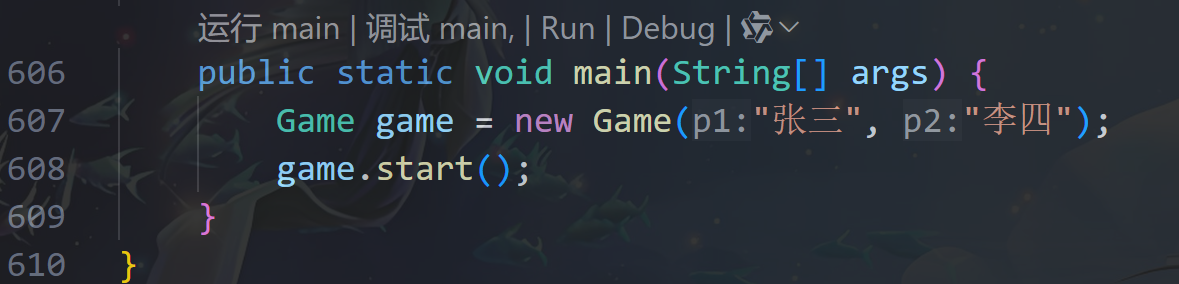 运行 main | 调试 main, | Run | Debug |
606 public static void main(String[] args) {
607 Game game = new Game(p1:"张三", p2:"李四");
608 game.start();
609 }
610 }